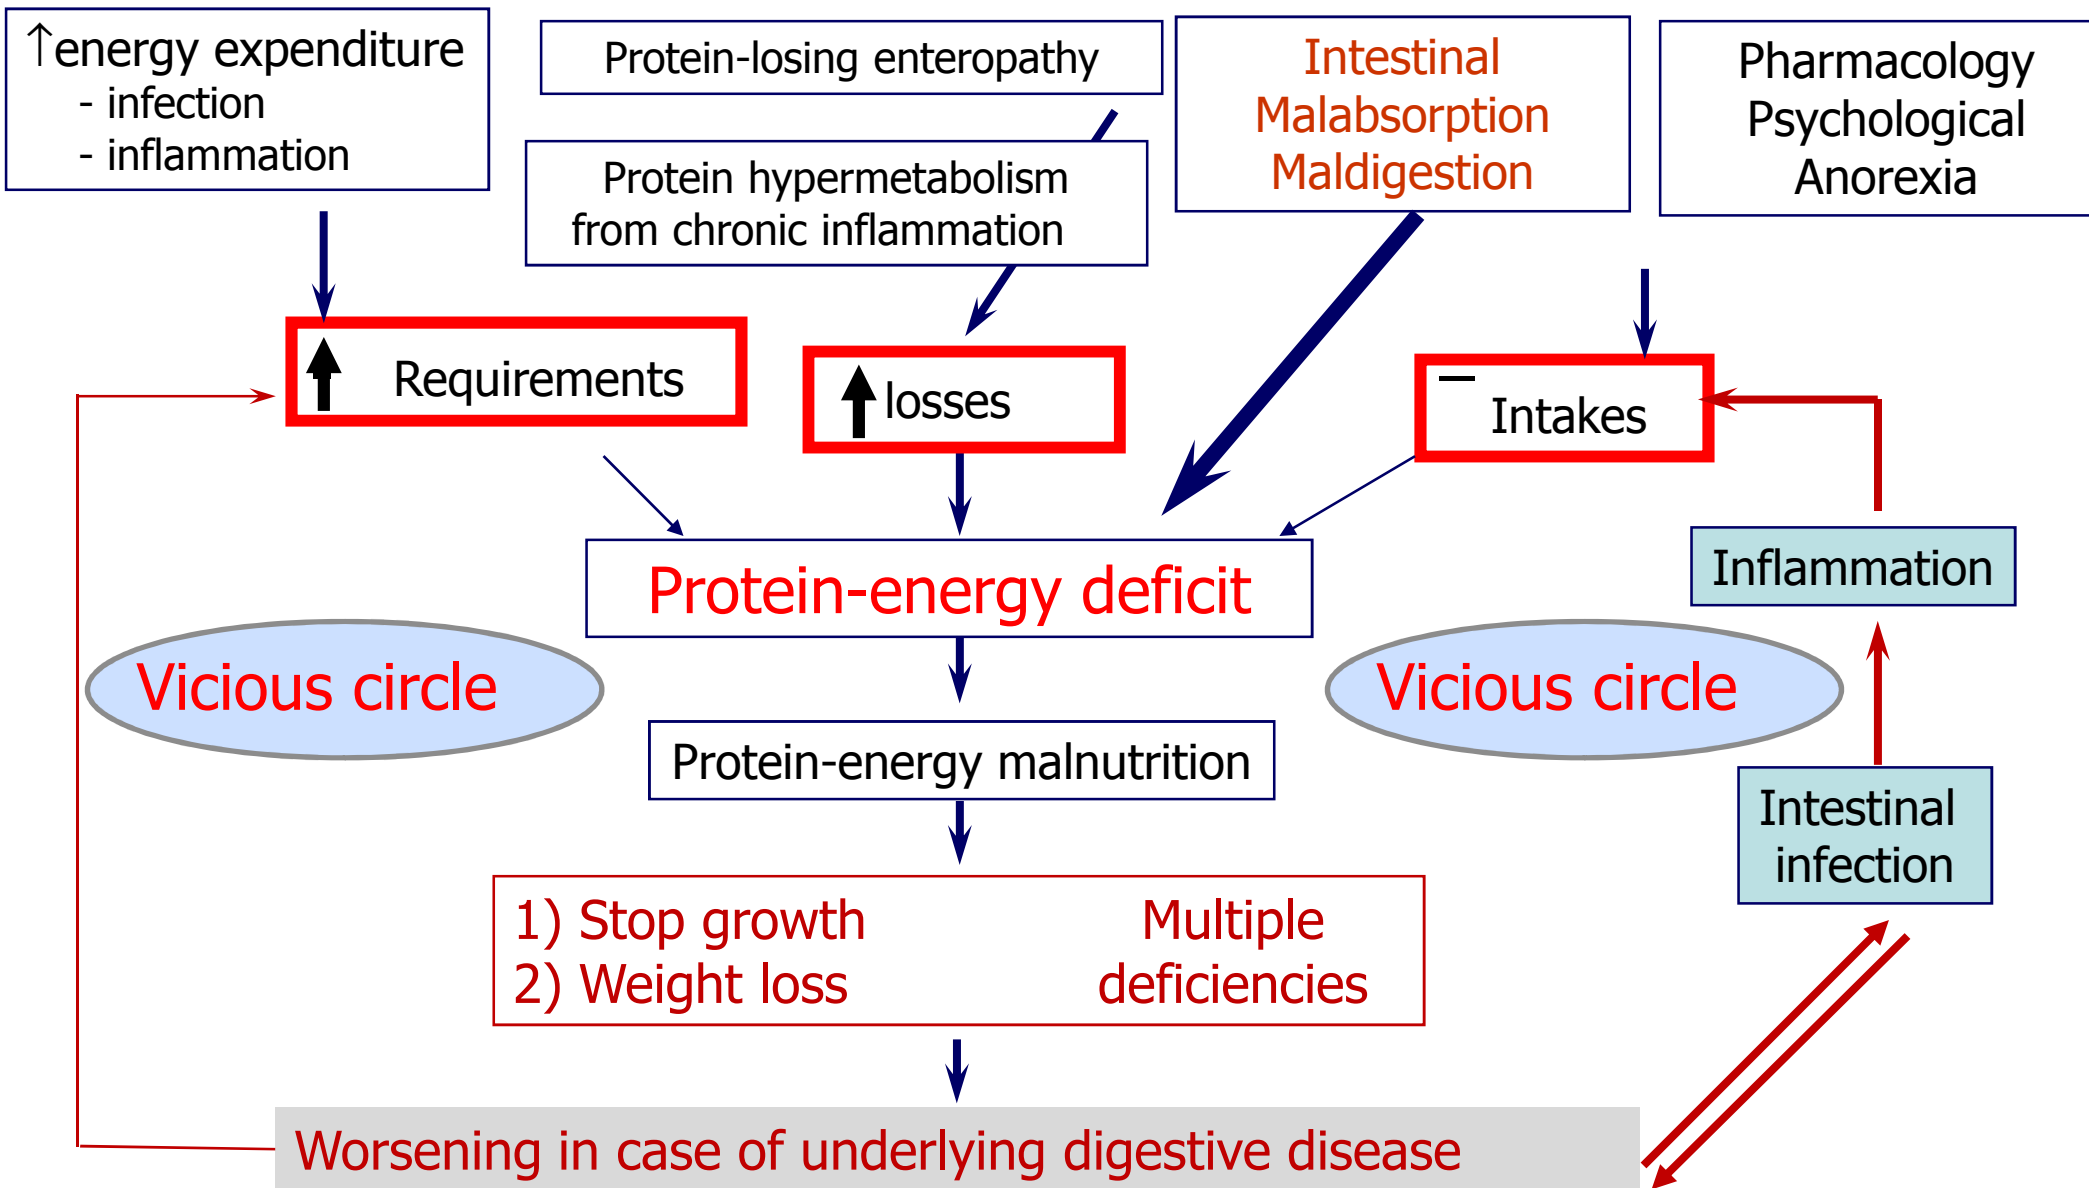 ↑energy expenditure
- infection
- inflammation
Protein-losing enteropathy
Protein hypermetabolism
from chronic inflammation
Intestinal
Malabsorption
Maldigestion
Pharmacology
Psychological
Anorexia
Requirements
losses
– Intakes
Protein-energy deficit
Inflammation
Vicious circle
Vicious circle
Protein-energy malnutrition
Intestinal
infection
1) Stop growth
2) Weight loss
Multiple
deficiencies
Worsening in case of underlying digestive disease